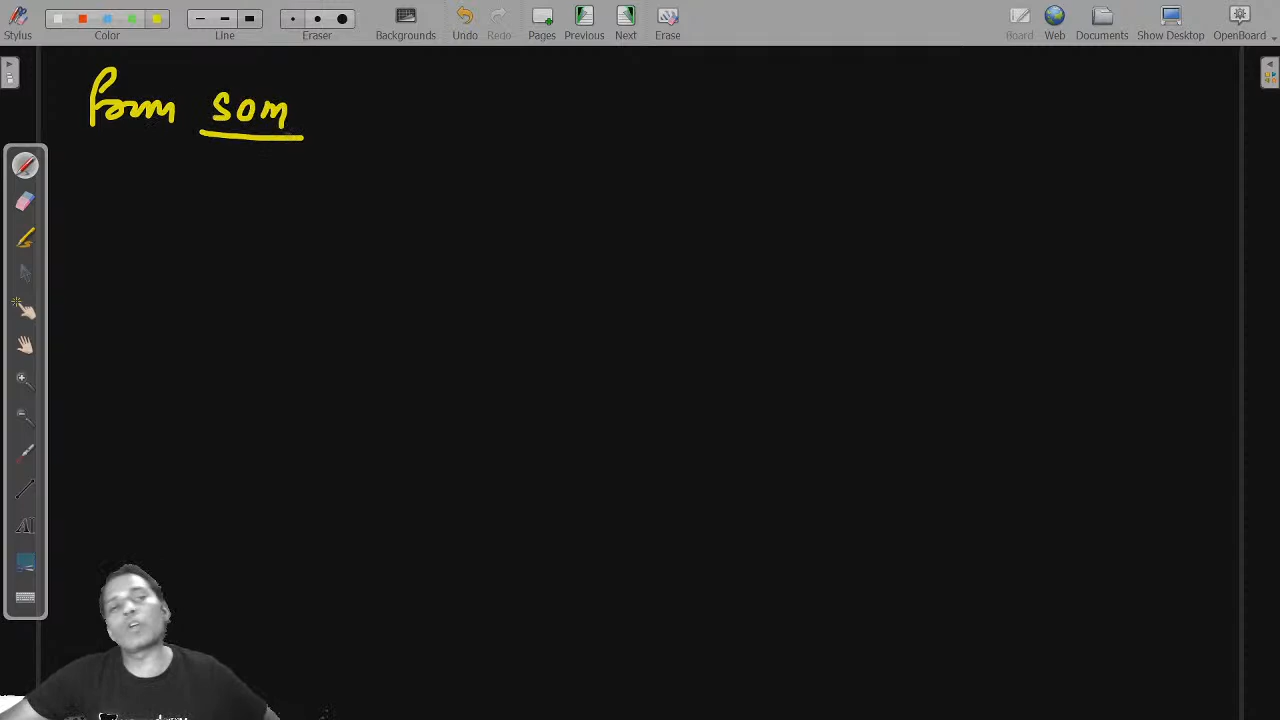 Stylus
Color
Line
Eraser
Backgrounds
Undo
Redo
Pages
Previous
Next
Erase
Board
Web
Documents
Show Desktop
OpenBoard
form som